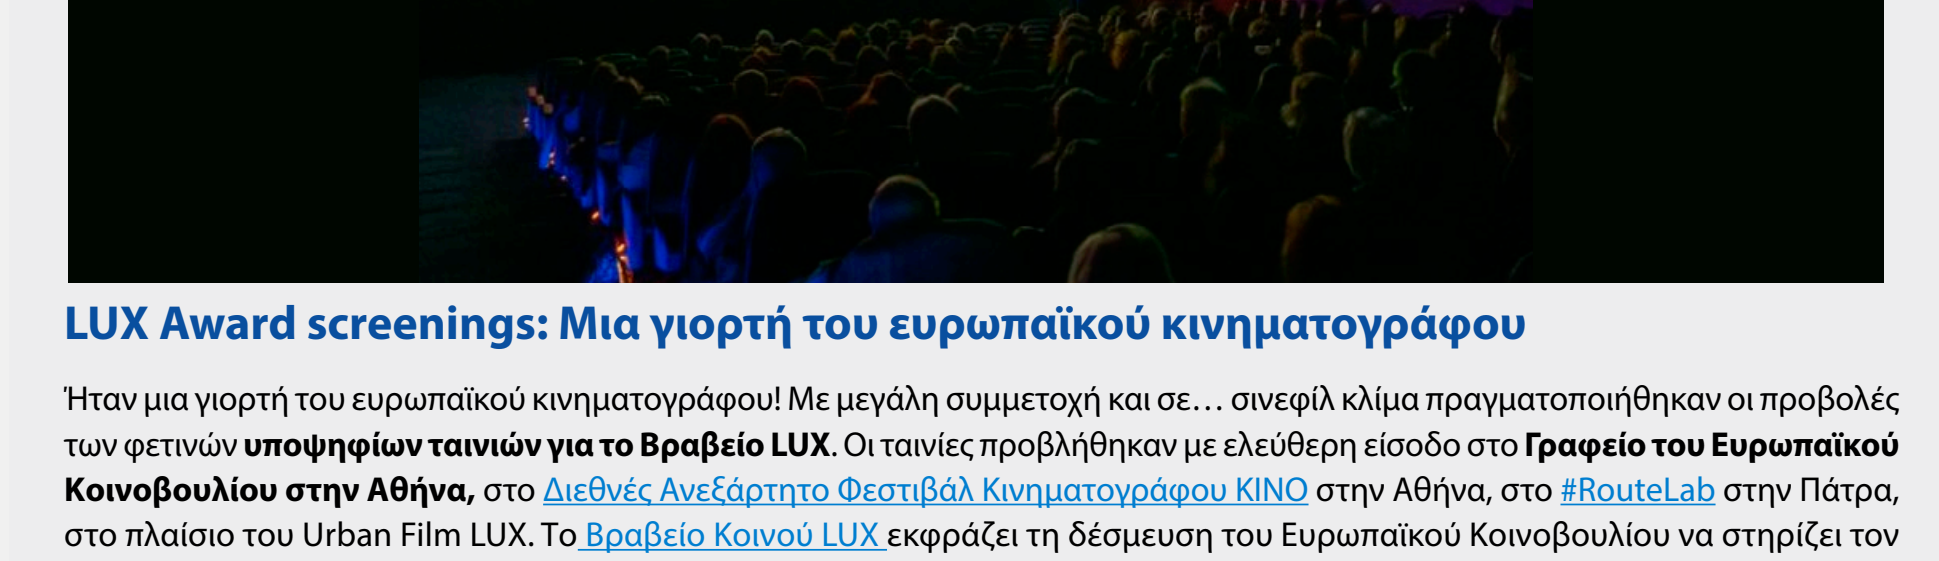 LUX Award screenings: Μια γιορτή του ευρωπαϊκού κινηματογράφου
Ήταν μια γιορτή του ευρωπαϊκού κινηματογράφου! Με μεγάλη συμμετοχή και σε… σινεφίλ κλίμα πραγματοποιήθηκαν οι προβολές
των φετινών υποψηφίων ταινιών για το Βραβείο LUX. Οι ταινίες προβλήθηκαν με ελεύθερη είσοδο στο Γραφείο του Ευρωπαϊκού
Κοινοβουλίου στην Αθήνα, στο Διεθνές Ανεξάρτητο Φεστιβάλ Κινηματογράφου ΚΙΝΟ στην Αθήνα, στο #RouteLab στην Πάτρα,
στο πλαίσιο του Urban Film LUX. Το Βραβείο Κοινού LUX εκφράζει τη δέσμευση του Ευρωπαϊκού Κοινοβουλίου να στηρίζει τον